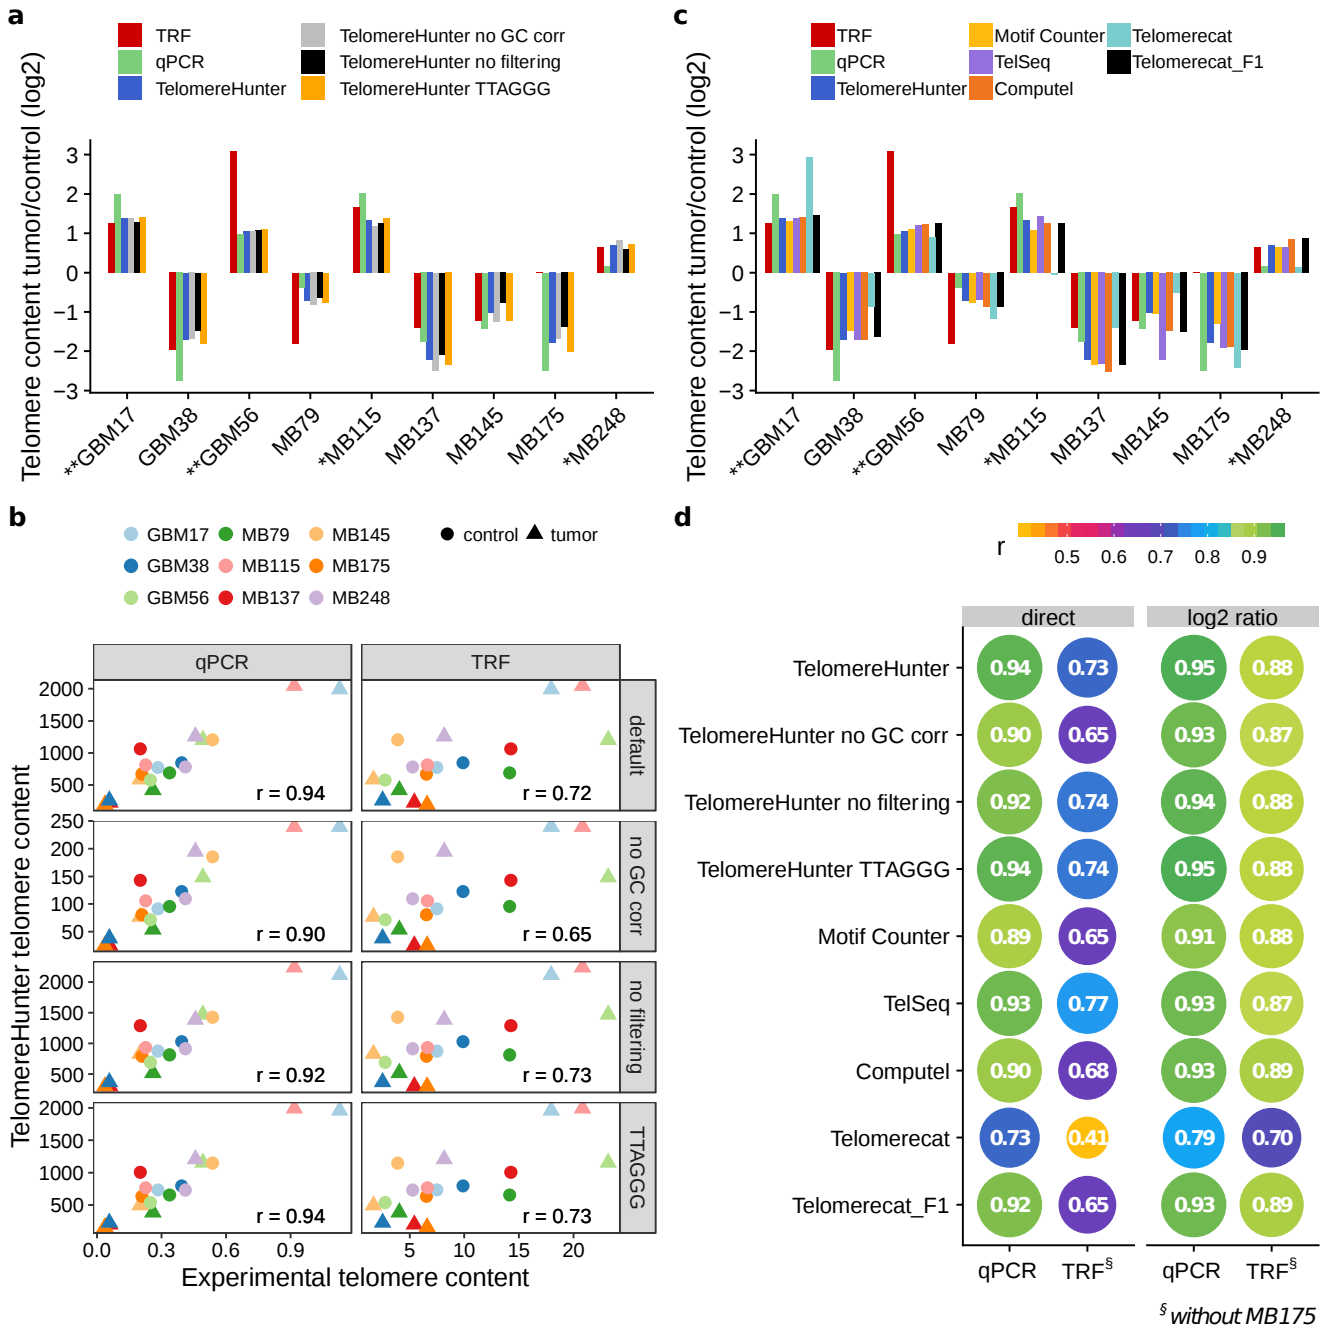 a
TRF
qPCR
TelomereHunter
TelomereHunter no GC corr
TelomereHunter no filtering
TelomereHunter TTAGGG
Telomere content tumor/control (log2)
3
2
1
0
−1
−2
−3
**GBM17
GBM38
**GBM56
MB79
*MB115
MB137
MB145
MB175
*MB248
c
TRF
qPCR
TelomereHunter
Motif Counter
TelSeq
Computel
Telomerecat
Telomerecat_F1
Telomere content tumor/control (log2)
3
2
1
0
−1
−2
−3
**GBM17
GBM38
**GBM56
MB79
*MB115
MB137
MB145
MB175
*MB248
b
GBM17
GBM38
GBM56
MB79
MB115
MB137
MB145
MB175
MB248
control
tumor
TelomereHunter telomere content
qPCR
TRF
2000
1500
1000
500
r = 0.94
r = 0.72
default
250
200
150
100
50
r = 0.90
r = 0.65
no GC corr
2000
1500
1000
500
r = 0.92
r = 0.73
no filtering
2000
1500
1000
500
r = 0.94
r = 0.73
TTAGGG
0.0 0.3 0.6 0.9
5 10 15 20
Experimental telomere content
d
r
0.5 0.6 0.7 0.8 0.9
direct
log2 ratio
TelomereHunter 0.94 0.73 0.95 0.88
TelomereHunter no GC corr 0.90 0.65 0.93 0.87
TelomereHunter no filtering 0.92 0.74 0.94 0.88
TelomereHunter TTAGGG 0.94 0.74 0.95 0.88
Motif Counter 0.89 0.65 0.91 0.88
TelSeq 0.93 0.77 0.93 0.87
Computel 0.90 0.68 0.93 0.89
Telomerecat 0.73 0.41 0.79 0.70
Telomerecat_F1 0.92 0.65 0.93 0.89
qPCR TRF§ qPCR TRF§
§ without MB175